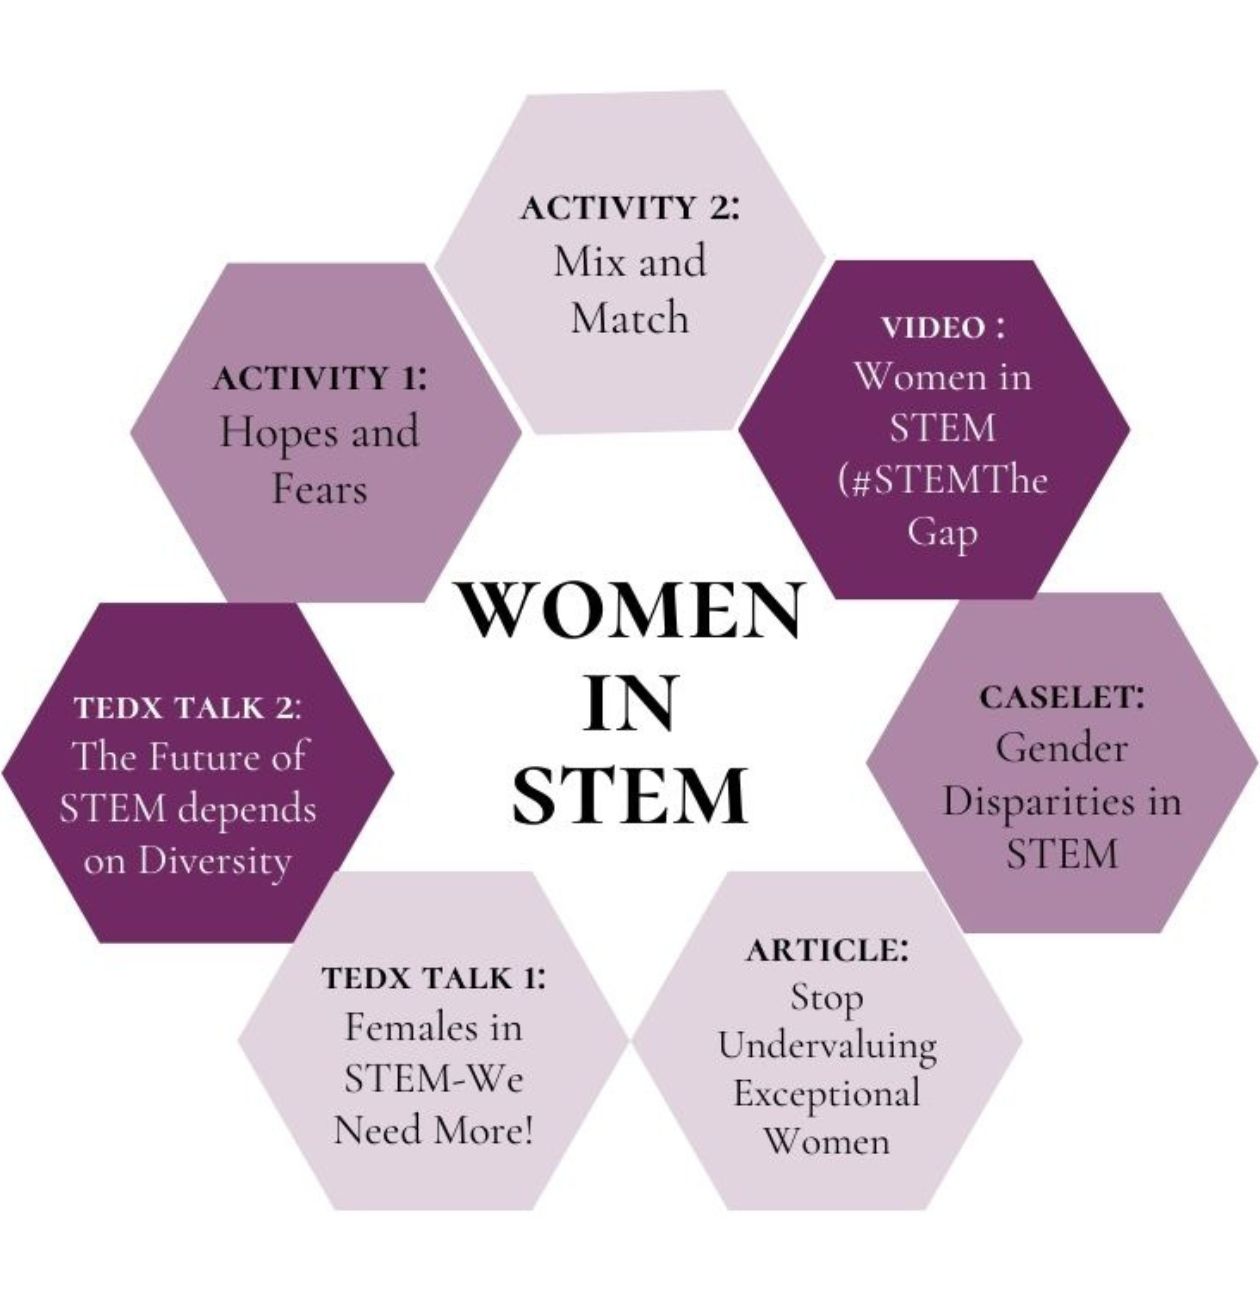 ACTIVITY 2:
Mix and
Match
ACTIVITY 1:
Hopes and
Fears
VIDEO :
Women in
STEM
(#STEMThe
Gap
WOMEN
IN
STEM
TEDX TALK 2:
The Future of
STEM depends
on Diversity
CASELET:
Gender
Disparities in
STEM
TEDX TALK 1:
Females in
STEM-We
Need More!
ARTICLE:
Stop
Undervaluing
Exceptional
Women